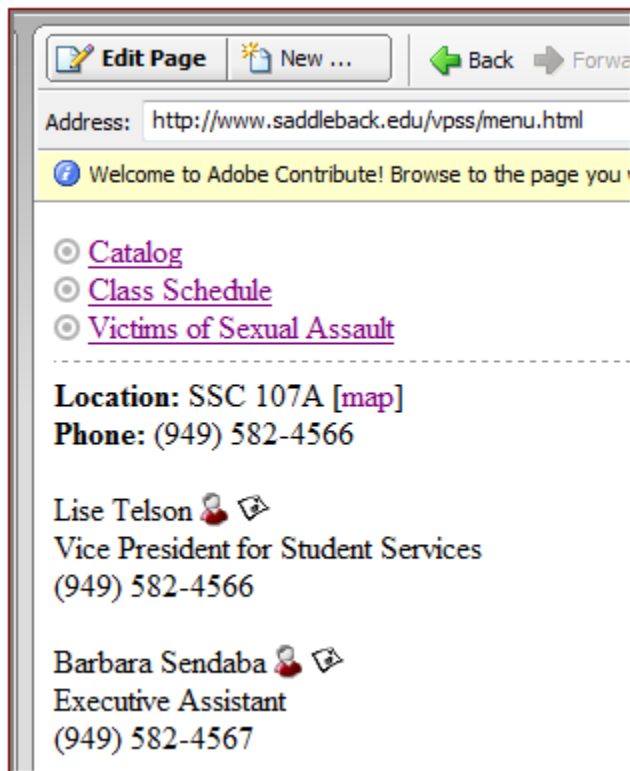 Edit Page New ... Back Forwa
Address: http://www.saddleback.edu/vpss/menu.html
Welcome to Adobe Contribute! Browse to the page you
Catalog
Class Schedule
Victims of Sexual Assault
Location: SSC 107A [map]
Phone: (949) 582-4566
Lise Telson
Vice President for Student Services
(949) 582-4566
Barbara Sendaba
Executive Assistant
(949) 582-4567